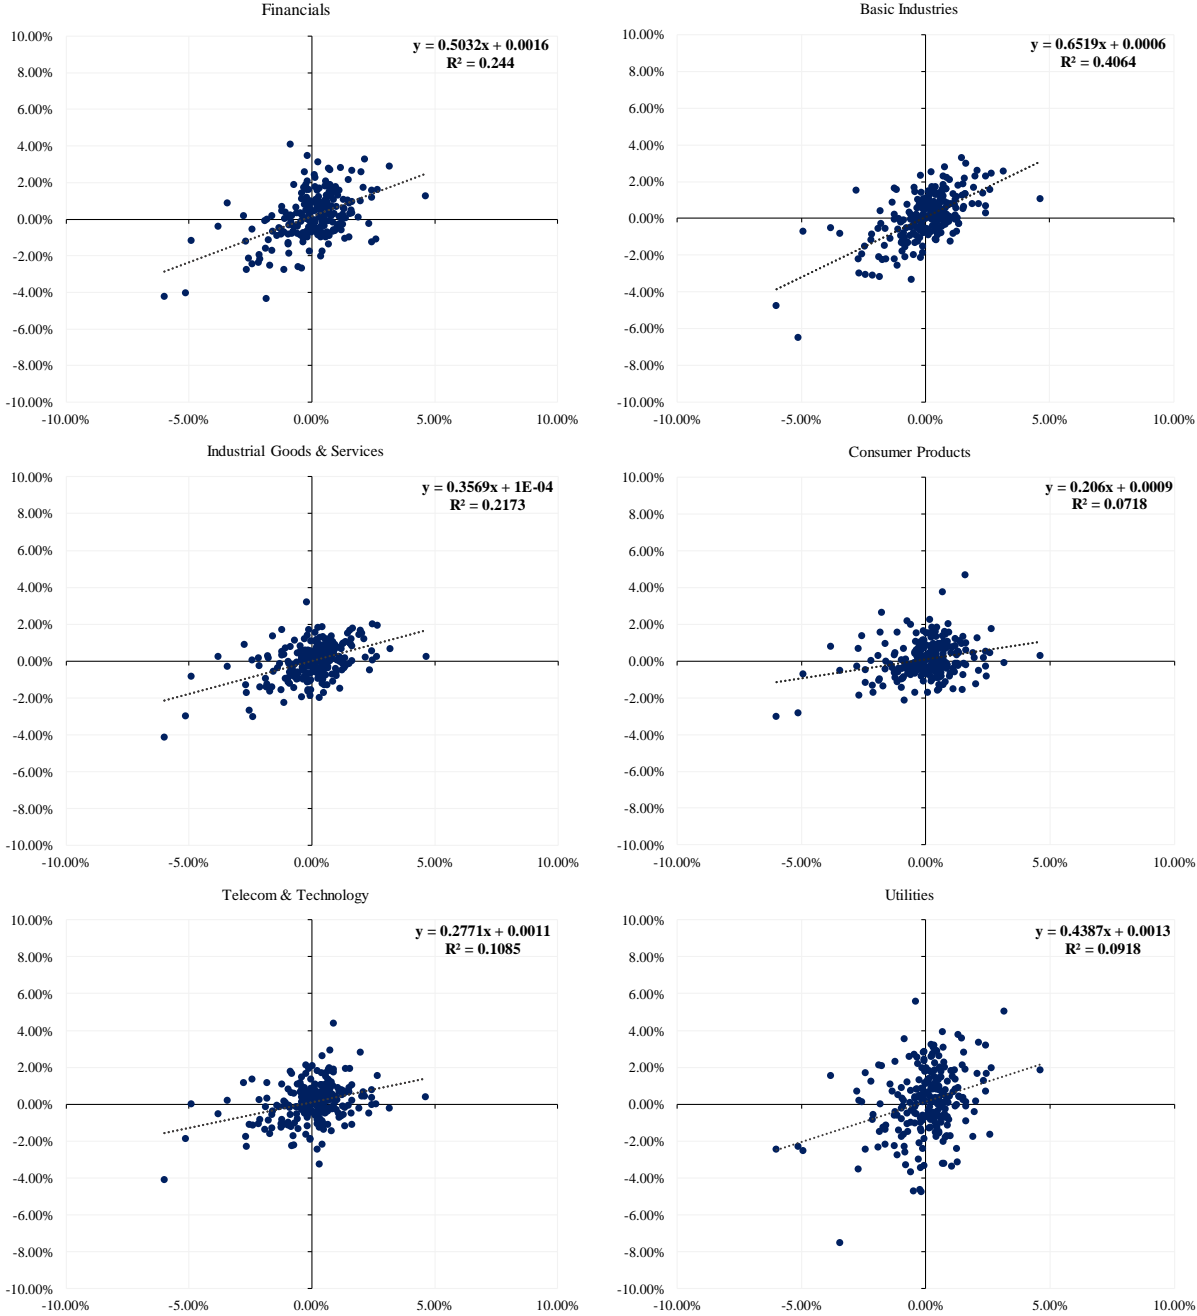 Financials
y = 0.5032x + 0.0016
R² = 0.244
10.00%
8.00%
6.00%
4.00%
2.00%
0.00%
-2.00%
-4.00%
-6.00%
-8.00%
-10.00%
-10.00% -5.00% 0.00% 5.00% 10.00%
Basic Industries
y = 0.6519x + 0.0006
R² = 0.4064
10.00%
8.00%
6.00%
4.00%
2.00%
0.00%
-2.00%
-4.00%
-6.00%
-8.00%
-10.00%
-10.00% -5.00% 0.00% 5.00% 10.00%
Industrial Goods & Services
y = 0.3569x + 1E-04
R² = 0.2173
10.00%
8.00%
6.00%
4.00%
2.00%
0.00%
-2.00%
-4.00%
-6.00%
-8.00%
-10.00%
-10.00% -5.00% 0.00% 5.00% 10.00%
Consumer Products
y = 0.206x + 0.0009
R² = 0.0718
10.00%
8.00%
6.00%
4.00%
2.00%
0.00%
-2.00%
-4.00%
-6.00%
-8.00%
-10.00%
-10.00% -5.00% 0.00% 5.00% 10.00%
Telecom & Technology
y = 0.2771x + 0.0011
R² = 0.1085
10.00%
8.00%
6.00%
4.00%
2.00%
0.00%
-2.00%
-4.00%
-6.00%
-8.00%
-10.00%
-10.00% -5.00% 0.00% 5.00% 10.00%
Utilities
y = 0.4387x + 0.0013
R² = 0.0918
10.00%
8.00%
6.00%
4.00%
2.00%
0.00%
-2.00%
-4.00%
-6.00%
-8.00%
-10.00%
-10.00% -5.00% 0.00% 5.00% 10.00%